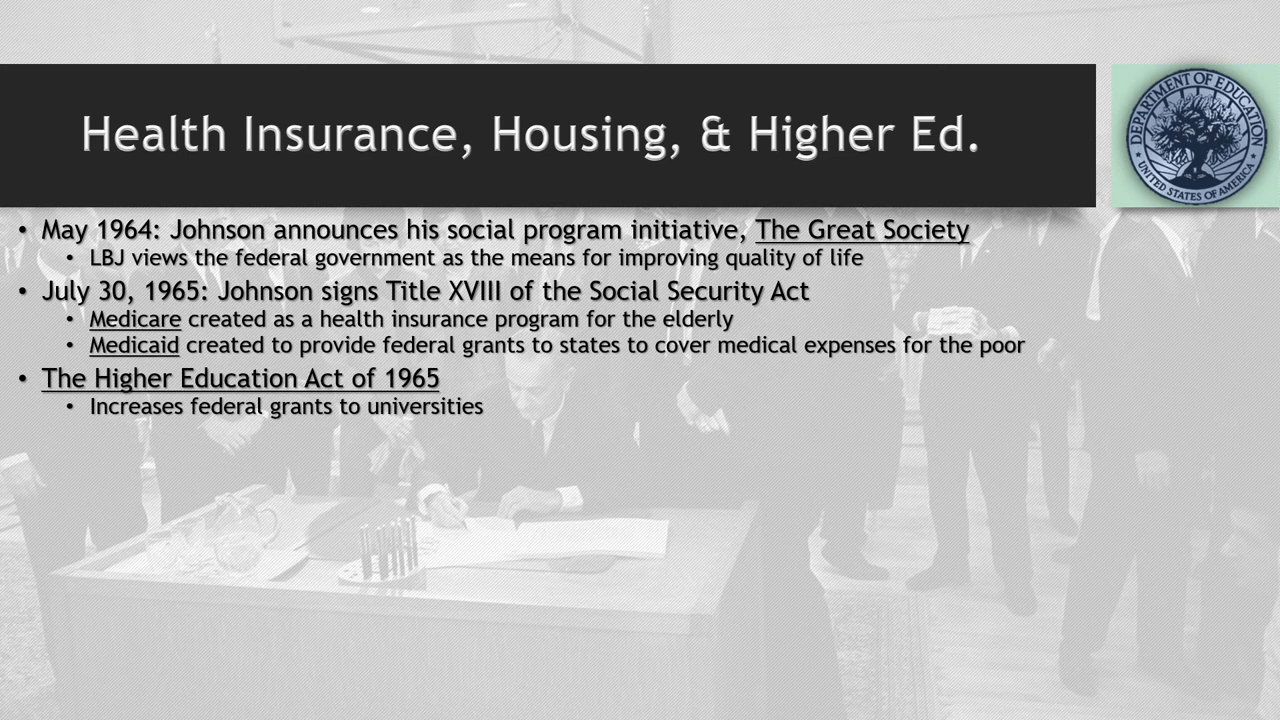 Health Insurance, Housing, & Higher Ed.
DEPARTMENT OF EDUCATION
★ UNITED STATES OF AMERICA ★
• May 1964: Johnson announces his social program initiative, The Great Society
• LBJ views the federal government as the means for improving quality of life
• July 30, 1965: Johnson signs Title XVIII of the Social Security Act
• Medicare created as a health insurance program for the elderly
• Medicaid created to provide federal grants to states to cover medical expenses for the poor
• The Higher Education Act of 1965
• Increases federal grants to universities